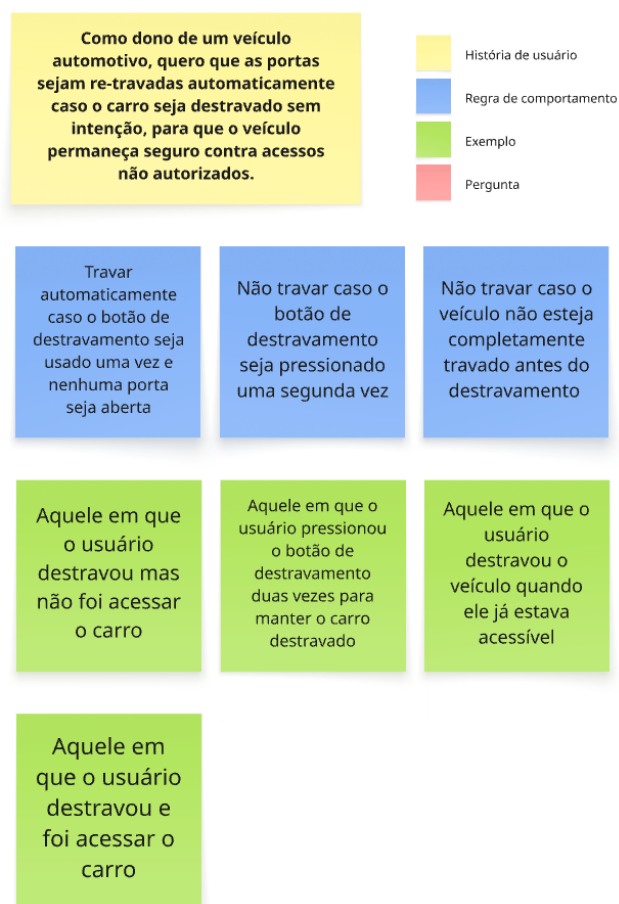 Como dono de um veículo
automotivo, quero que as portas
sejam re-travadas automaticamente
caso o carro seja destravado sem
intenção, para que o veículo
permaneça seguro contra acessos
não autorizados.
História de usuário
Regra de comportamento
Exemplo
Pergunta
Travar
automaticamente
caso o botão de
destravamento seja
usado uma vez e
nenhuma porta
seja aberta
Não travar caso o
botão de
destravamento
seja pressionado
uma segunda vez
Não travar caso o
veículo não esteja
completamente
travado antes do
destravamento
Aquele em que
o usuário
destravou mas
não foi acessar
o carro
Aquele em que o
usuário pressionou
o botão de
destravamento
duas vezes para
manter o carro
destravado
Aquele em que o
usuário
destravou o
veículo quando
ele já estava
acessível
Aquele em
que o usuário
destravou e
foi acessar o
carro